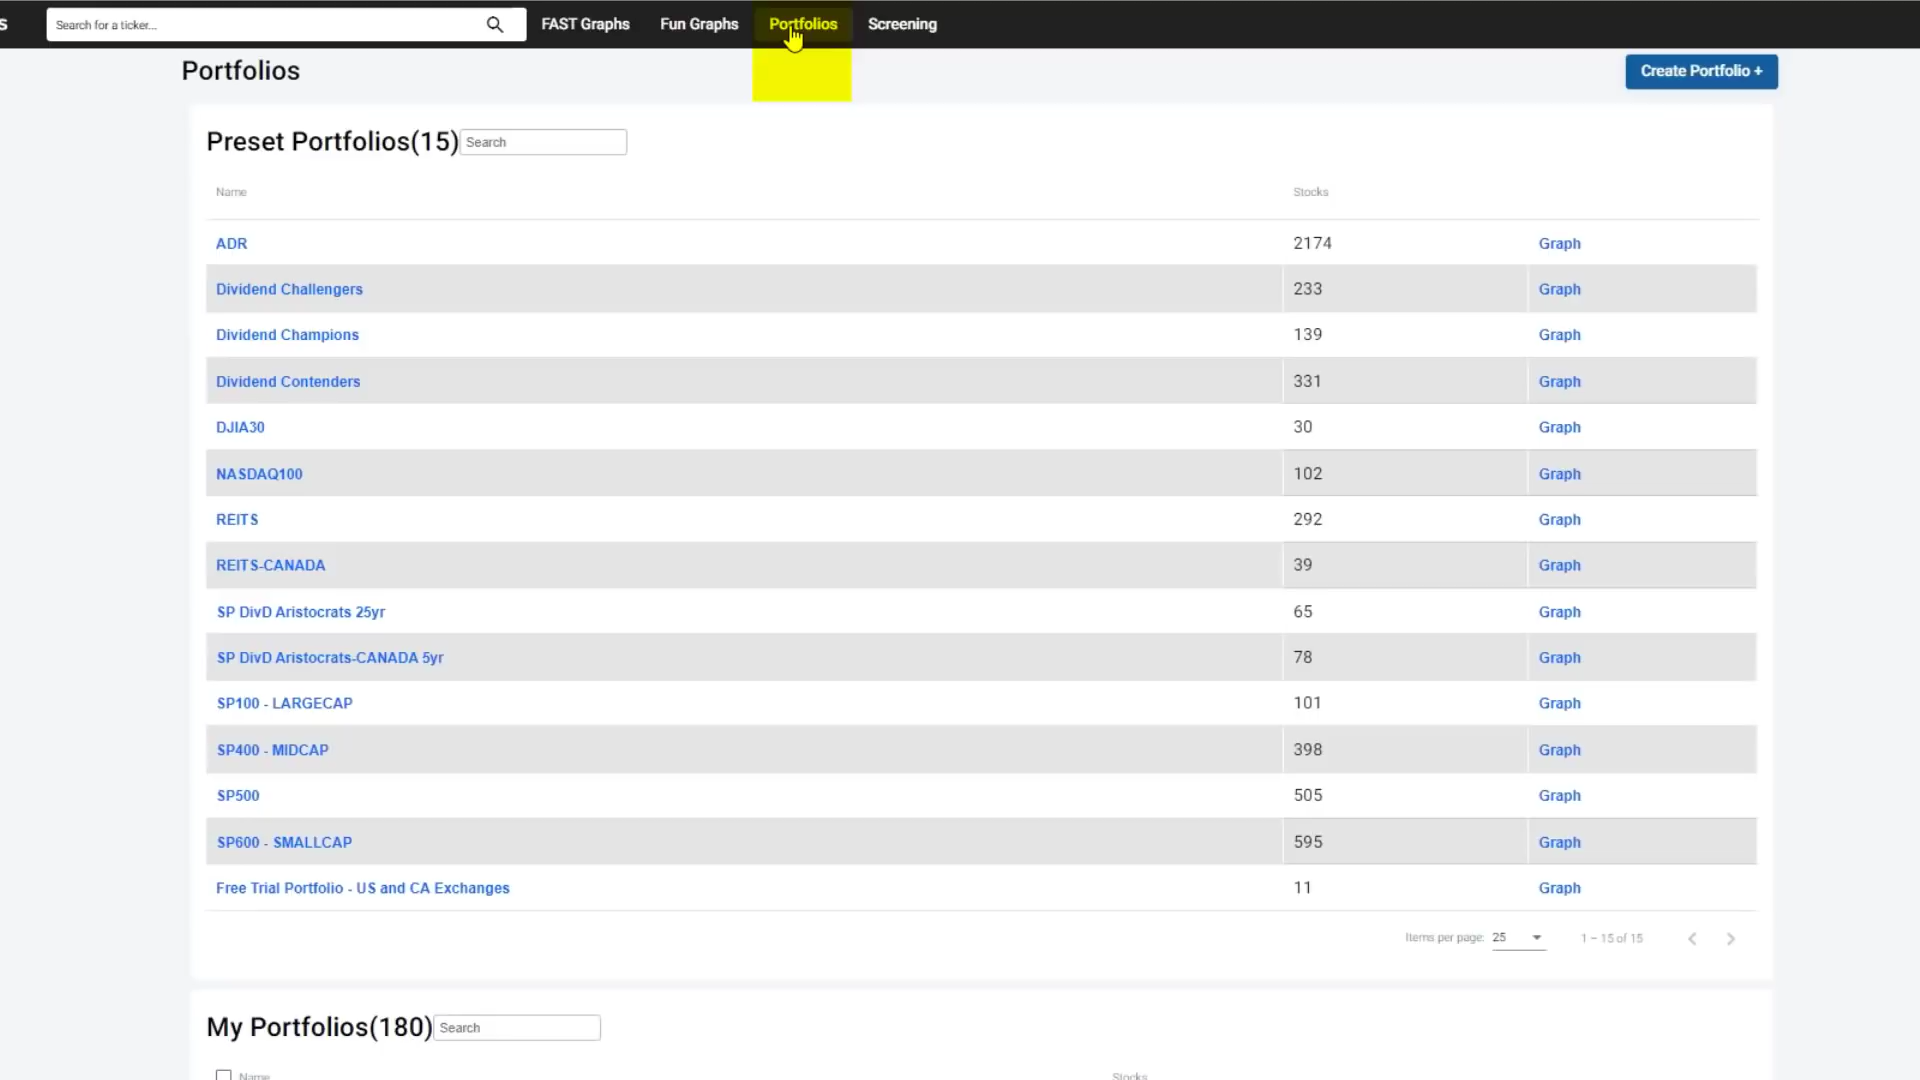 s
Search for a ticker...
FAST Graphs
Fun Graphs
Portfolios
Screening
Portfolios
Create Portfolio +
Preset Portfolios(15)
Search
Name
Stocks
ADR
2174
Graph
Dividend Challengers
233
Graph
Dividend Champions
139
Graph
Dividend Contenders
331
Graph
DJIA30
30
Graph
NASDAQ100
102
Graph
REITS
292
Graph
REITS-CANADA
39
Graph
SP DivD Aristocrats 25yr
65
Graph
SP DivD Aristocrats-CANADA 5yr
78
Graph
SP100 - LARGECAP
101
Graph
SP400 - MIDCAP
398
Graph
SP500
505
Graph
SP600 - SMALLCAP
595
Graph
Free Trial Portfolio - US and CA Exchanges
11
Graph
Items per page: 25
1 – 15 of 15
My Portfolios(180)
Search
Name
Stocks